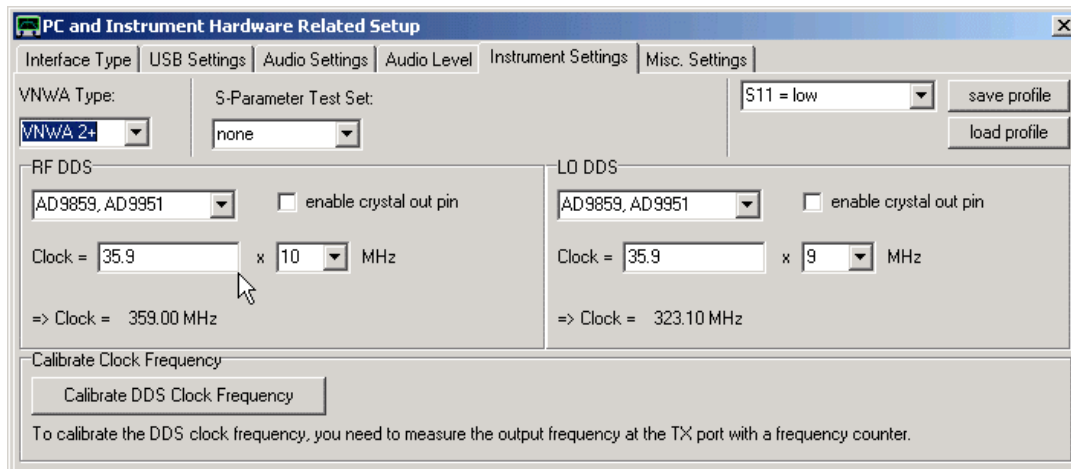 PC and Instrument Hardware Related Setup
Interface Type USB Settings Audio Settings Audio Level Instrument Settings Misc. Settings
VNWA Type: S-Parameter Test Set: S11 = low save profile
VNWA 2+ none load profile
RF DDS LO DDS
AD9859, AD9951 enable crystal out pin AD9859, AD9951 enable crystal out pin
Clock = 35.9 x 10 MHz Clock = 35.9 x 9 MHz
=> Clock = 359.00 MHz => Clock = 323.10 MHz
Calibrate Clock Frequency
Calibrate DDS Clock Frequency
To calibrate the DDS clock frequency, you need to measure the output frequency at the TX port with a frequency counter.